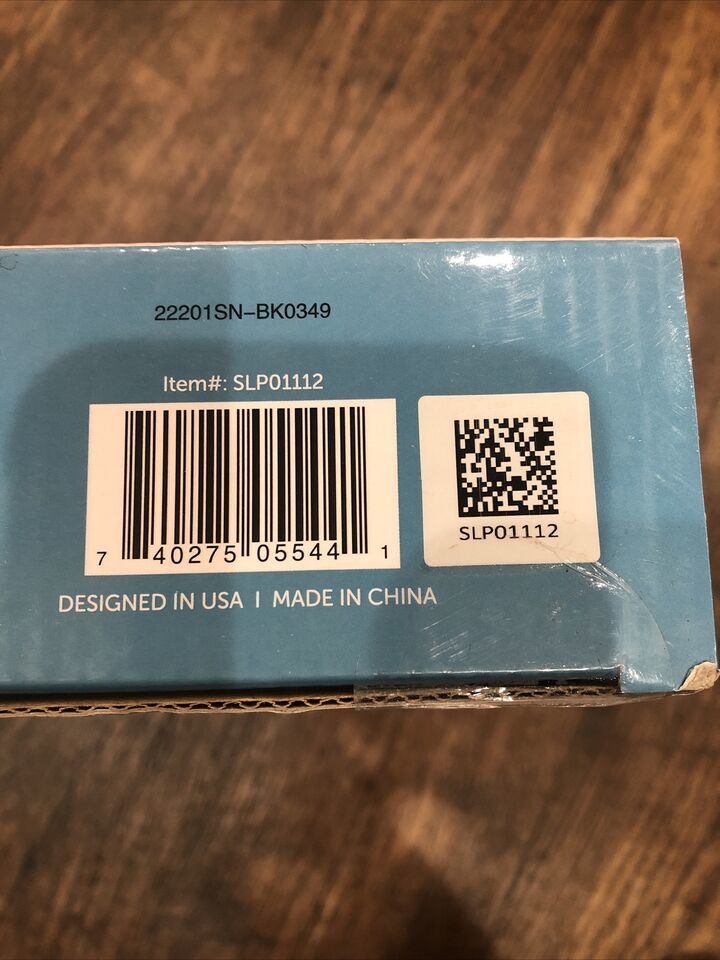 22201SN-BK0349
Item#: SLP01112
7 40275 05544 1
SLP01112
DESIGNED IN USA I MADE IN CHINA